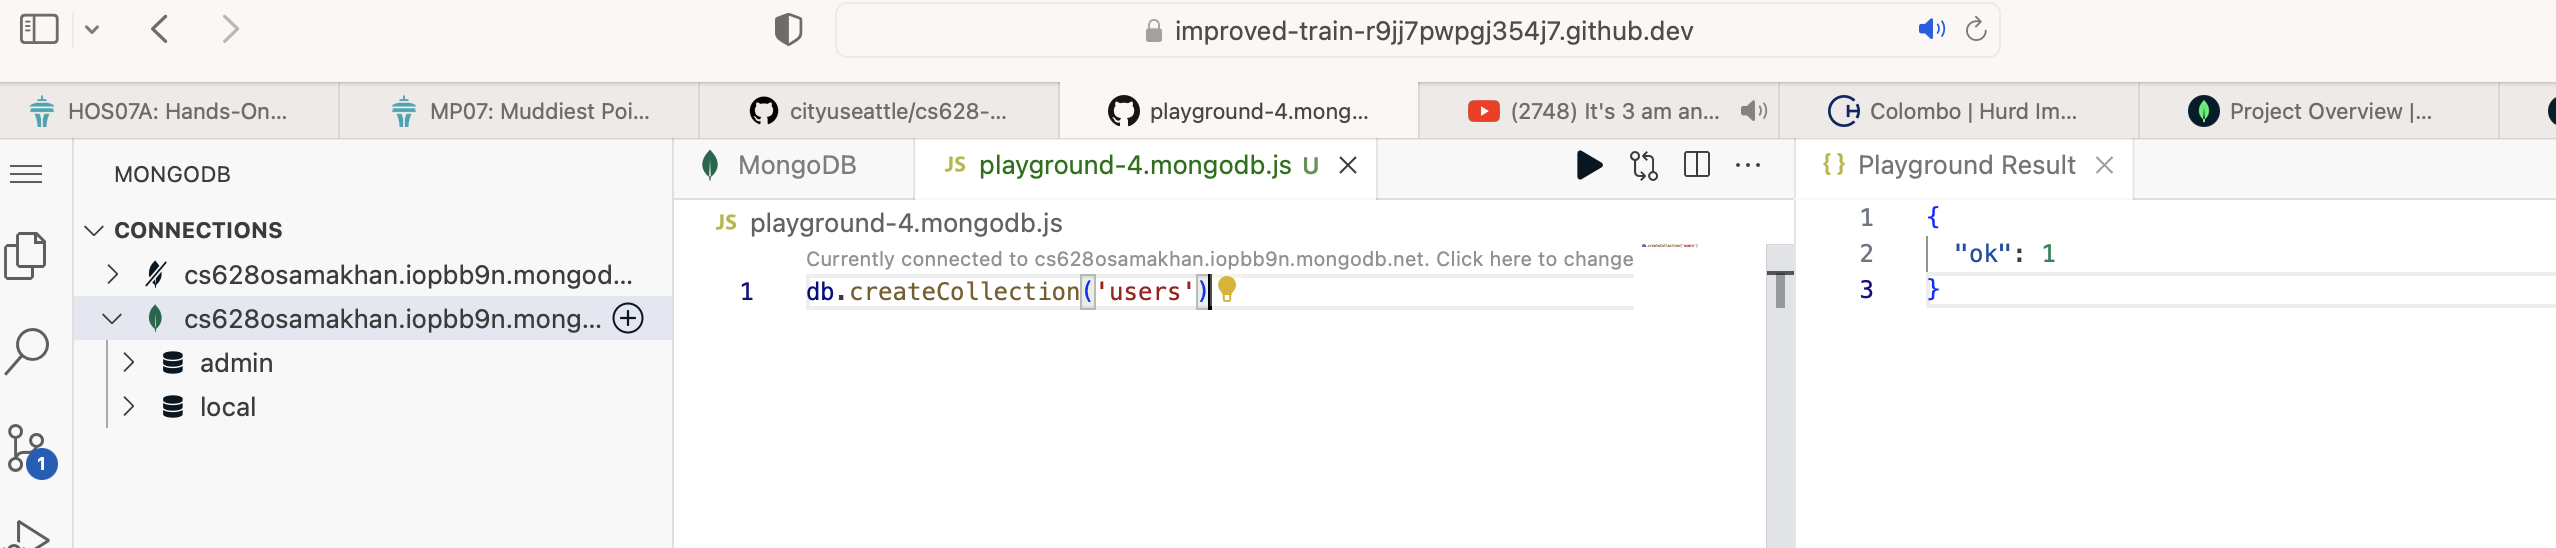 improved-train-r9jj7pwpgj354j7.github.dev
HOS07A: Hands-On...
MP07: Muddiest Poi...
cityuseattle/cs628-...
playground-4.mong...
(2748) It's 3 am an...
Colombo | Hurd Im...
Project Overview |...
MONGODB
CONNECTIONS
cs628osamakhan.iopbb9n.mongod...
cs628osamakhan.iopbb9n.mong...
admin
local
1
MongoDB
JS playground-4.mongodb.js U
JS playground-4.mongodb.js
Currently connected to cs628osamakhan.iopbb9n.mongodb.net. Click here to change
1 db.createCollection('users')
{} Playground Result
1 {
2 "ok": 1
3 }